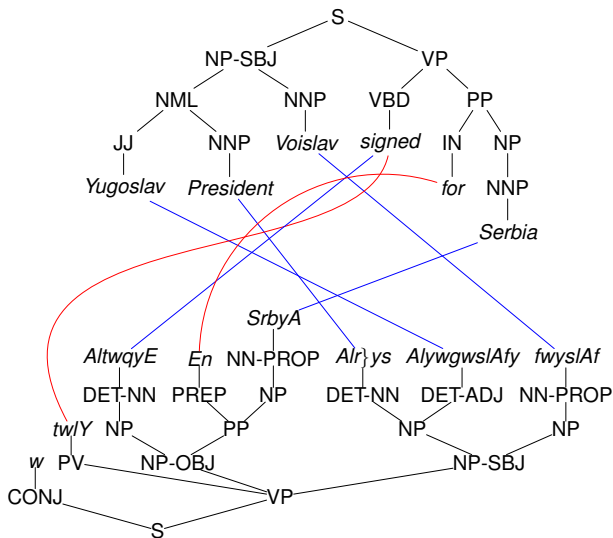 S
NP-SBJ VP
NML NNP VBD PP
JJ NNP Voislav signed IN NP
Yugoslav President for NNP
Serbia
SrbyA
AltwqyE En NN-PROP Alr}ys AlywgwslAfy fwyslAf
DET-NN PREP NP DET-NN DET-ADJ NN-PROP
twlY NP PP NP NP
w PV NP-OBJ NP-SBJ
CONJ VP
S